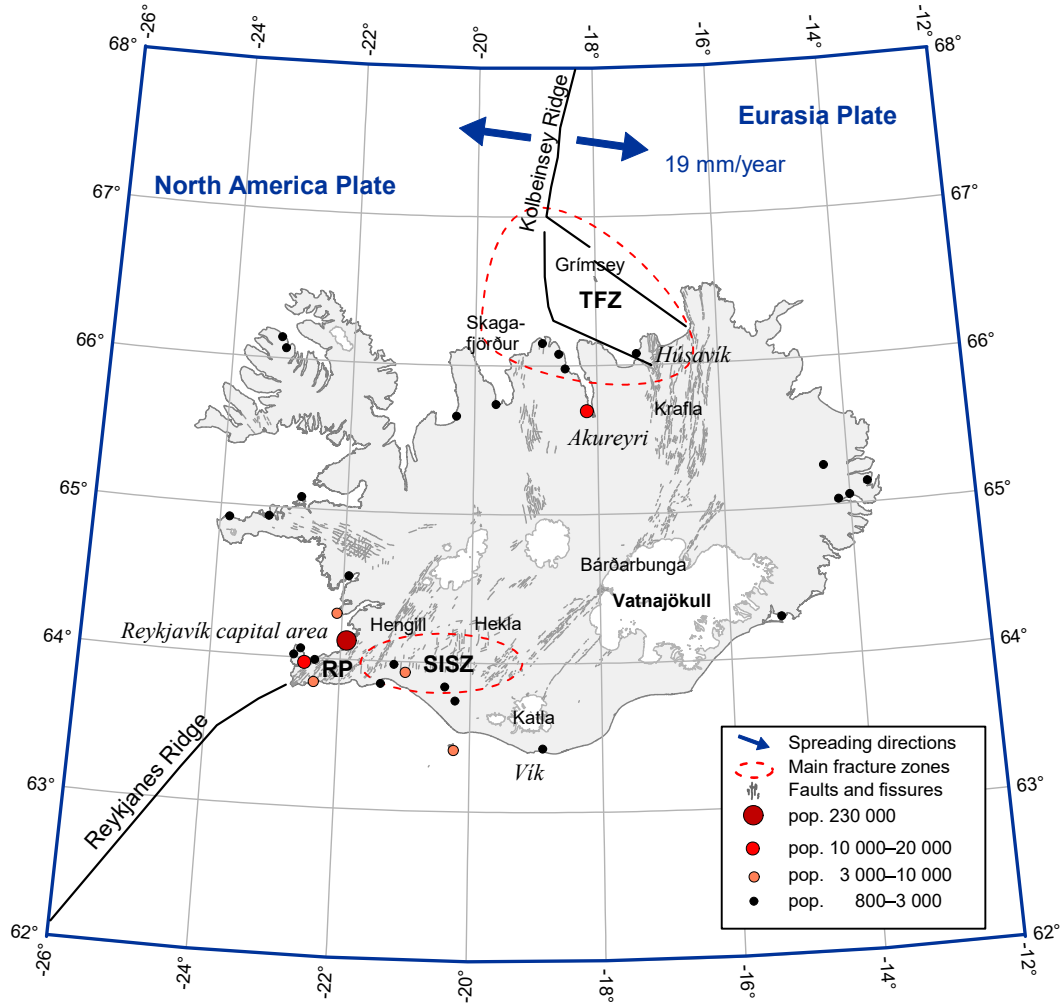 -26°
-24°
-22°
-20°
-18°
-16°
-14°
-12°
68°
68°
Kolbeinsey Ridge
Eurasia Plate
19 mm/year
North America Plate
67°
67°
Grímsey
TFZ
Skaga-
fjörður
66°
66°
Húsavík
Krafla
Akureyri
65°
65°
Bárðarbunga
Vatnajökull
Reykjavík capital area
Hengill
Hekla
64°
64°
RP
SISZ
Katla
Vík
Reykjanes Ridge
63°
63°
Spreading directions
Main fracture zones
Faults and fissures
pop. 230 000
pop. 10 000–20 000
pop. 3 000–10 000
pop. 800–3 000
62°
62°
-26°
-24°
-22°
-20°
-18°
-16°
-14°
-12°